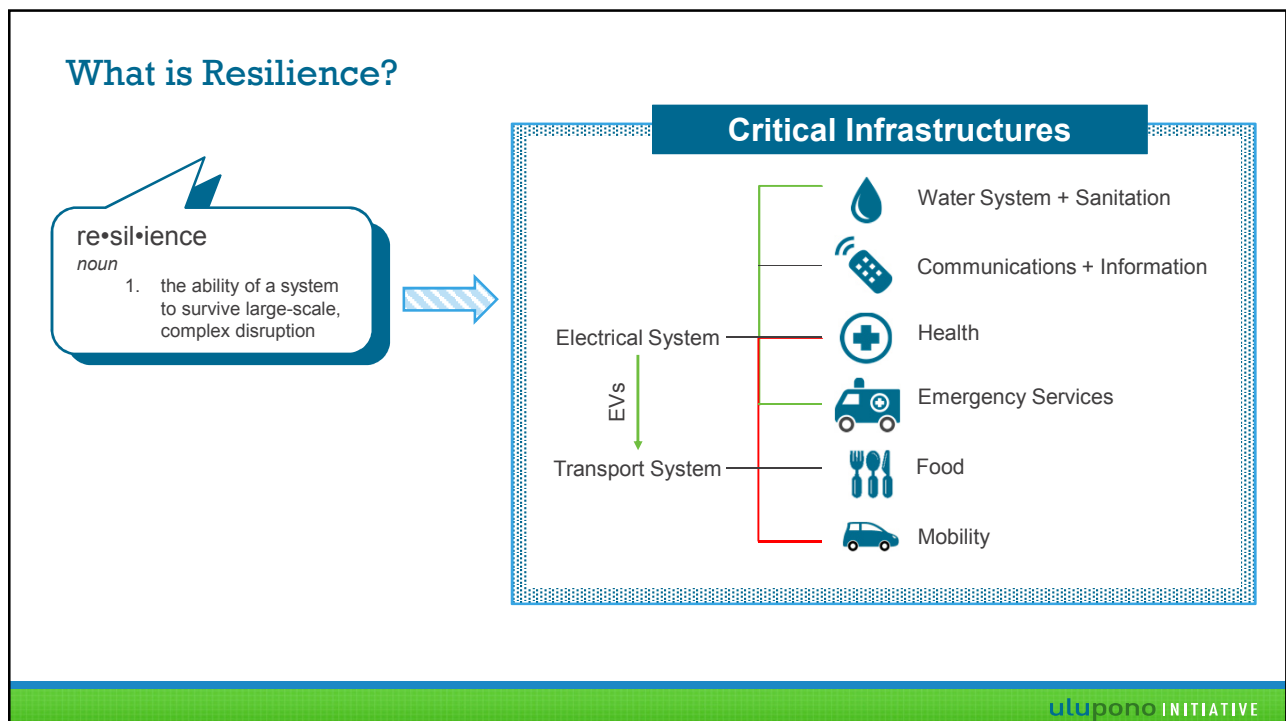 What is Resilience?
Critical Infrastructures
re•sil•ience
noun
1. the ability of a system
to survive large-scale,
complex disruption
Electrical System
EVs
Transport System
Water System + Sanitation
Communications + Information
Health
Emergency Services
Food
Mobility
ulupono INITIATIVE